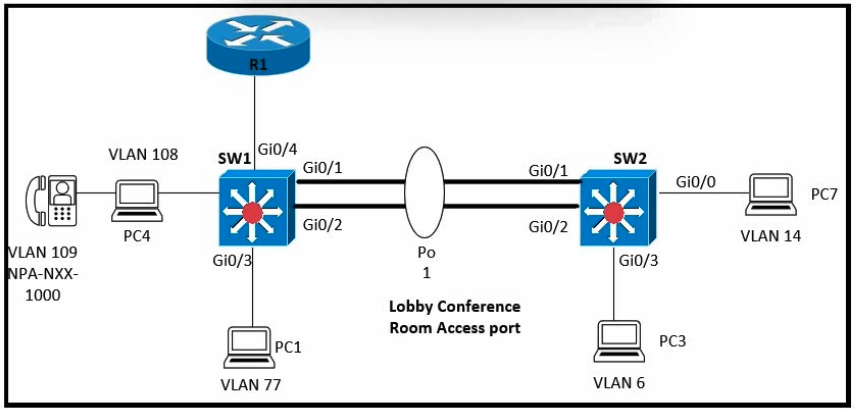 R1
VLAN 108
SW1
Gi0/4
Gi0/1
Gi0/1
SW2
Gi0/0
PC7
PC4
Gi0/2
Gi0/2
VLAN 14
VLAN 109
NPA-NXX-
1000
Gi0/3
Po
1
Gi0/3
Lobby Conference
Room Access port
PC1
PC3
VLAN 77
VLAN 6